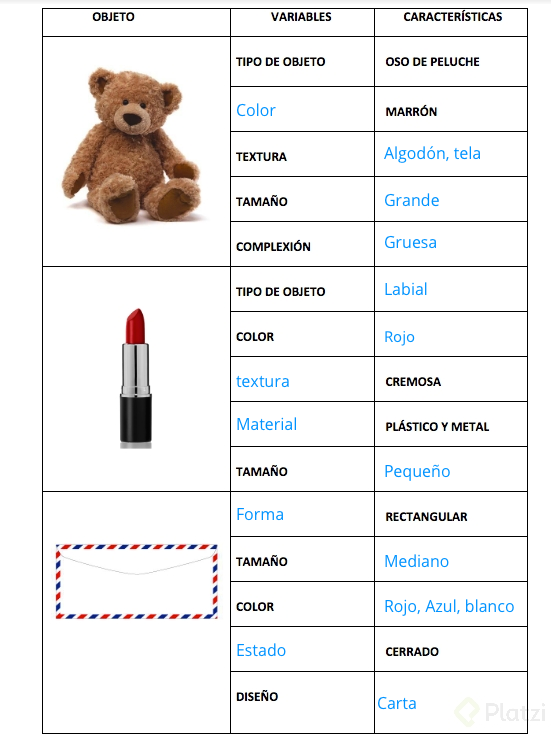 OBJETO VARIABLES CARACTERÍSTICAS
TIPO DE OBJETO OSO DE PELUCHE
Color MARRÓN
TEXTURA Algodón, tela
TAMAÑO Grande
COMPLEXIÓN Gruesa
TIPO DE OBJETO Labial
COLOR Rojo
textura CREMOSA
Material PLÁSTICO Y METAL
TAMAÑO Pequeño
Forma RECTANGULAR
TAMAÑO Mediano
COLOR Rojo, Azul, blanco
Estado CERRADO
DISEÑO Carta
Platzi